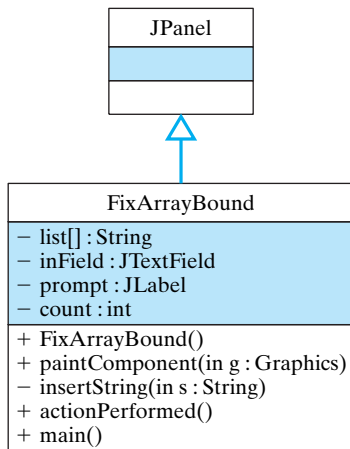 JPanel
FixArrayBound
− list[] : String
− inField : JTextField
− prompt : JLabel
− count : int
+ FixArrayBound()
+ paintComponent(in g : Graphics)
− insertString(in s : String)
+ actionPerformed()
+ main()